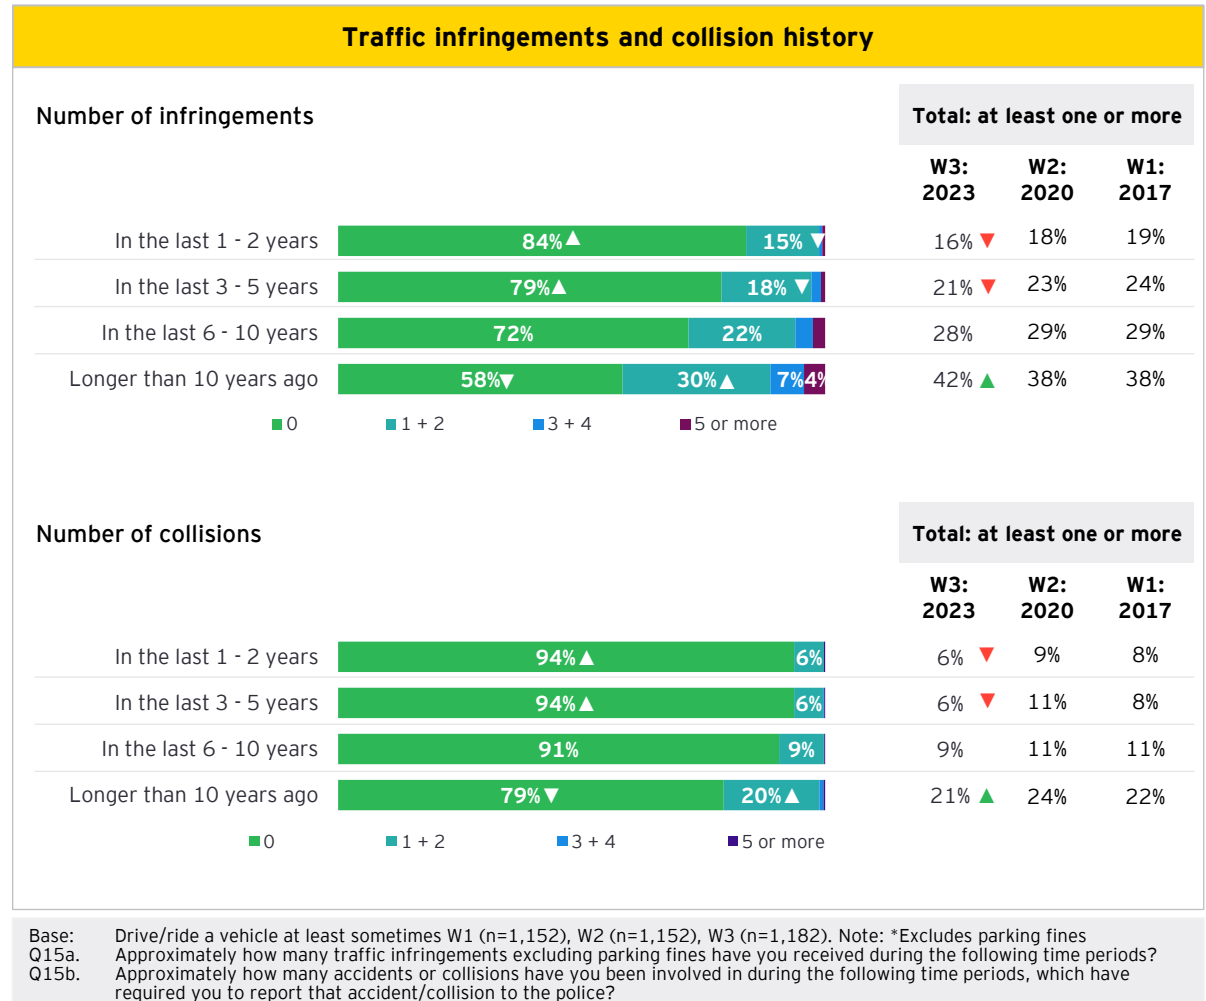 Traffic infringements and collision history
Number of infringements
Total: at least one or more
W3: 2023 W2: 2020 W1: 2017
In the last 1 - 2 years 84%▲ 15% ▼ 16% ▼ 18% 19%
In the last 3 - 5 years 79%▲ 18% ▼ 21% ▼ 23% 24%
In the last 6 - 10 years 72% 22% 28% 29% 29%
Longer than 10 years ago 58%▼ 30%▲ 7% 4% 42% ▲ 38% 38%
0 1 + 2 3 + 4 5 or more
Number of collisions
Total: at least one or more
W3: 2023 W2: 2020 W1: 2017
In the last 1 - 2 years 94%▲ 6% 6% ▼ 9% 8%
In the last 3 - 5 years 94%▲ 6% 6% ▼ 11% 8%
In the last 6 - 10 years 91% 9% 9% 11% 11%
Longer than 10 years ago 79%▼ 20%▲ 21% ▲ 24% 22%
0 1 + 2 3 + 4 5 or more
Base: Drive/ride a vehicle at least sometimes W1 (n=1,152), W2 (n=1,152), W3 (n=1,182). Note: *Excludes parking fines
Q15a. Approximately how many traffic infringements excluding parking fines have you received during the following time periods?
Q15b. Approximately how many accidents or collisions have you been involved in during the following time periods, which have
required you to report that accident/collision to the police?